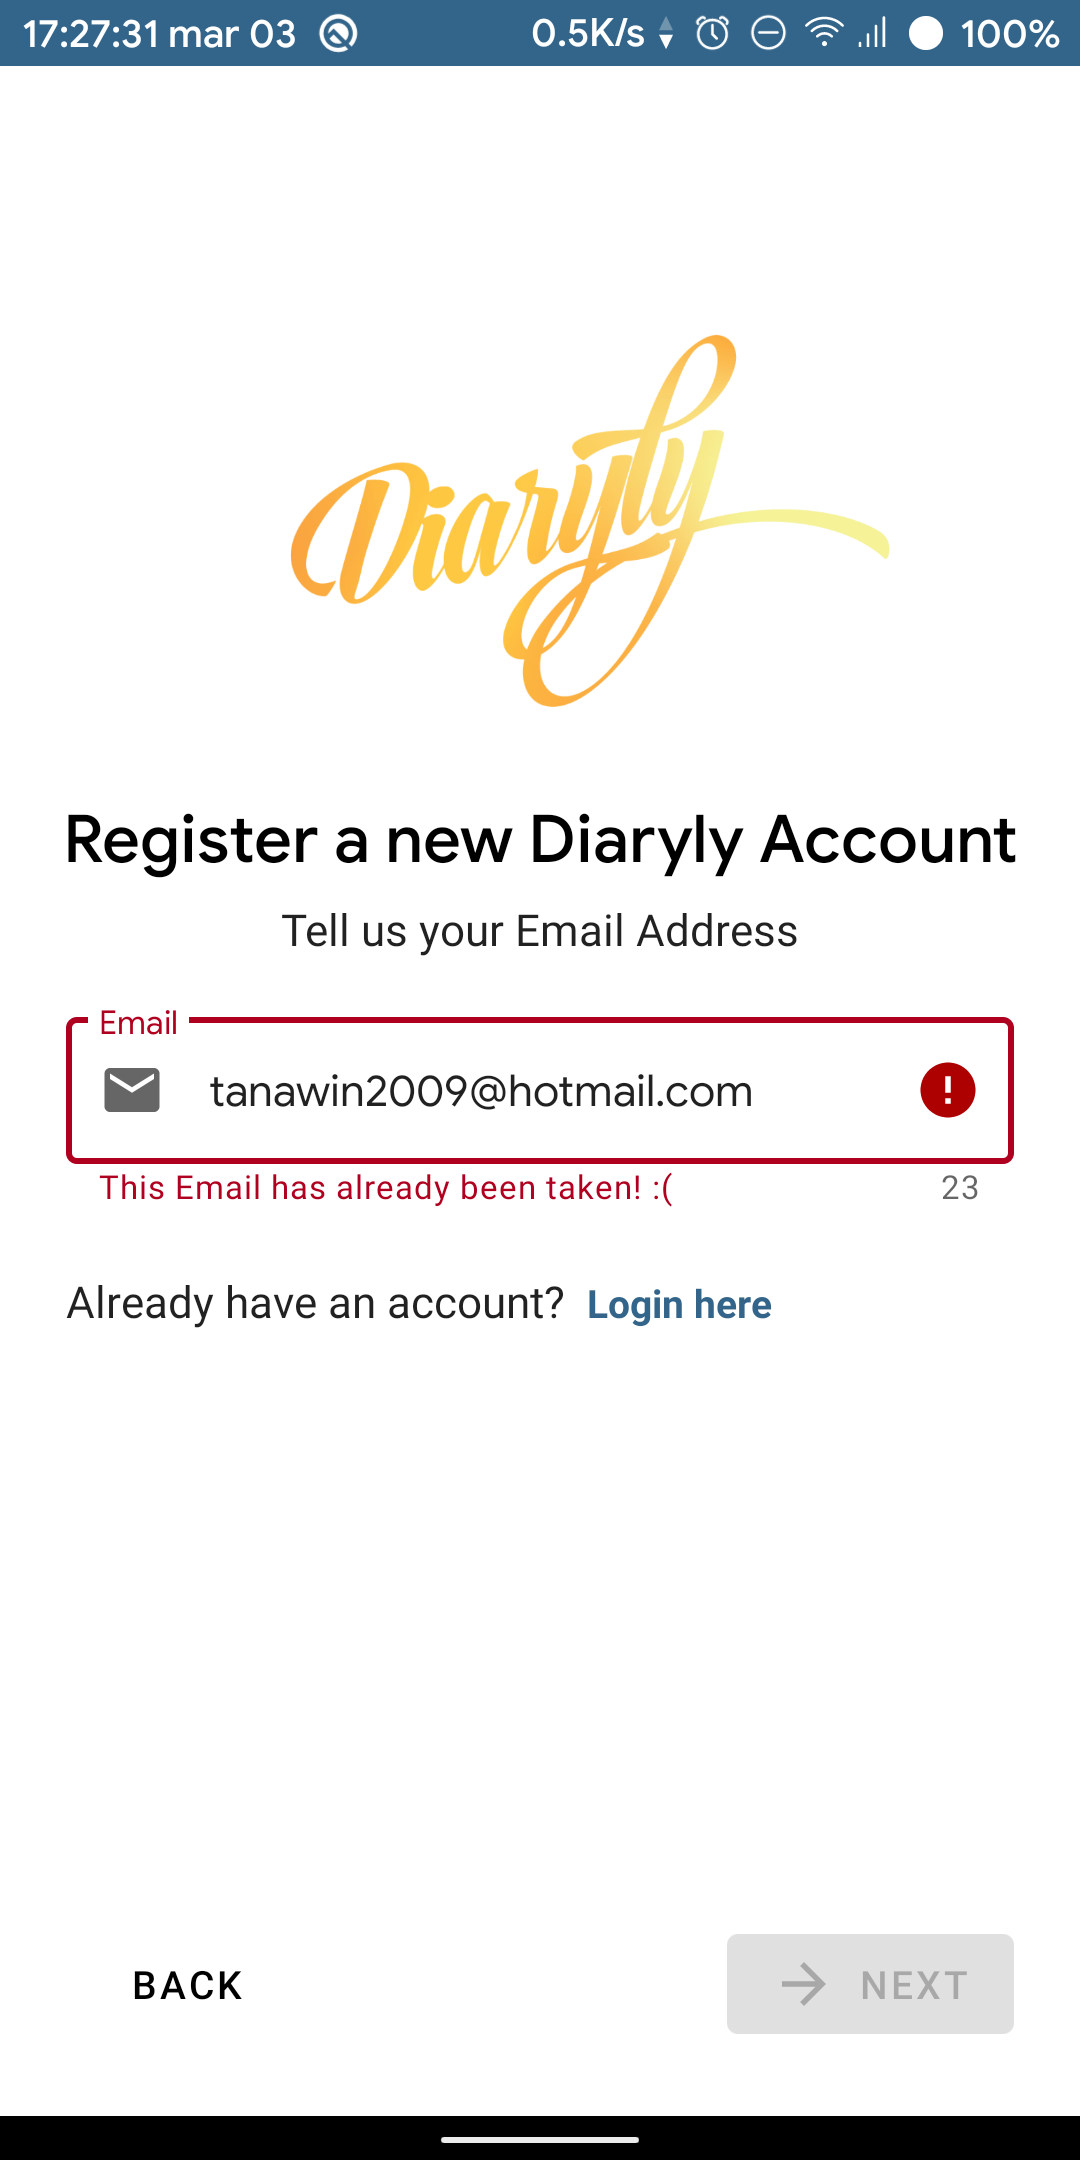 17:27:31 mar 03 0.5K/s 100%
Diaryly
Register a new Diaryly Account
Tell us your Email Address
Email
tanawin2009@hotmail.com
This Email has already been taken! :( 23
Already have an account? Login here
BACK NEXT